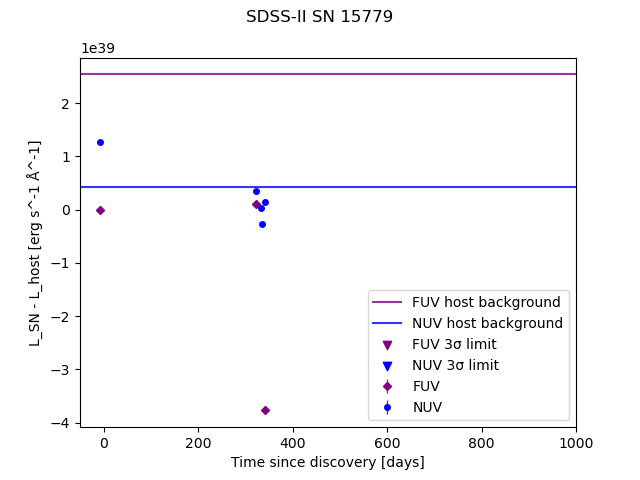 SDSS-II SN 15779
1e39
2
1
0
−1
−2
−3
−4
L_SN - L_host [erg s^-1 Å^-1]
FUV host background
NUV host background
FUV 3σ limit
NUV 3σ limit
FUV
NUV
0 200 400 600 800 1000
Time since discovery [days]